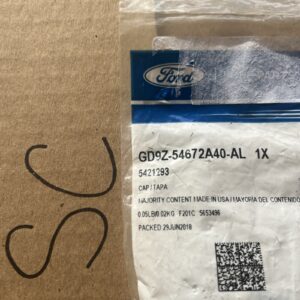 SC
Ford
GD9Z-54672A40-AL 1X
5421293
CAP / TAPA
MAJORITY CONTENT MADE IN USA / MAYORIA DEL CONTENIDO
0.05LB/0.02KG F201C 5653496
PACKED 29JUN2018